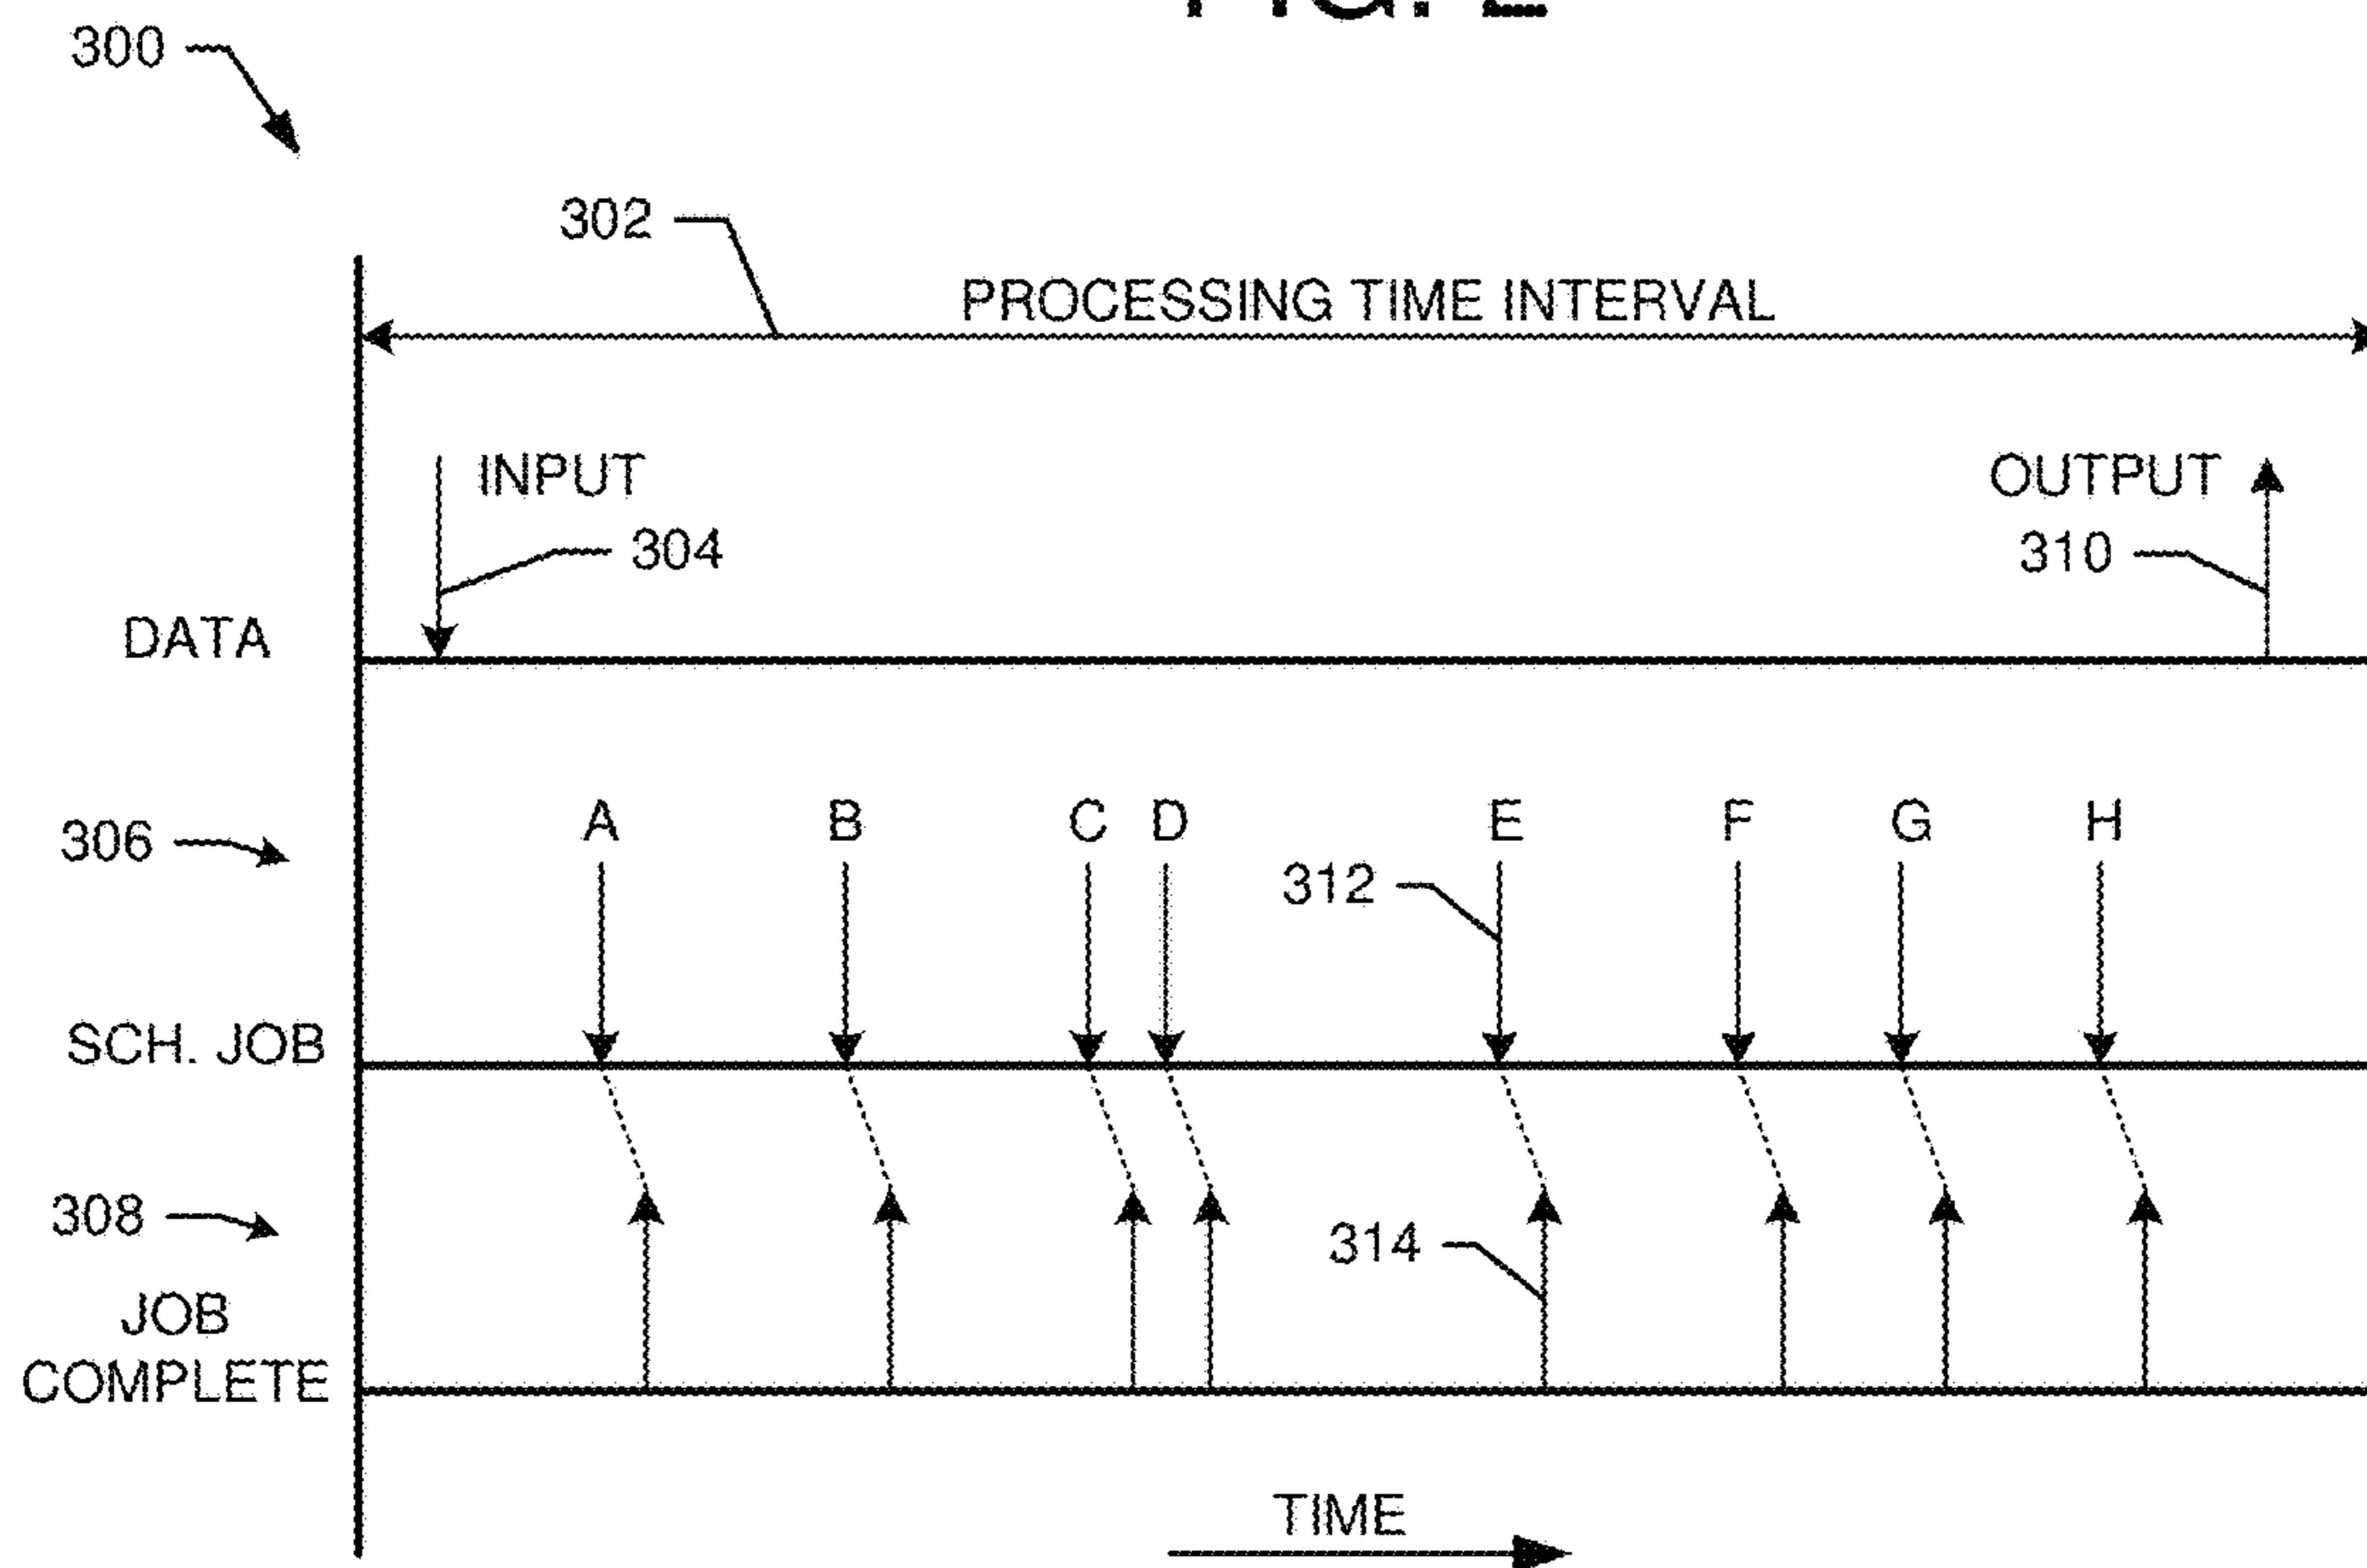 300
302
PROCESSING TIME INTERVAL
INPUT
OUTPUT
304
310
DATA
A B C D E F G H
306
312
SCH. JOB
308
314
JOB
COMPLETE
TIME